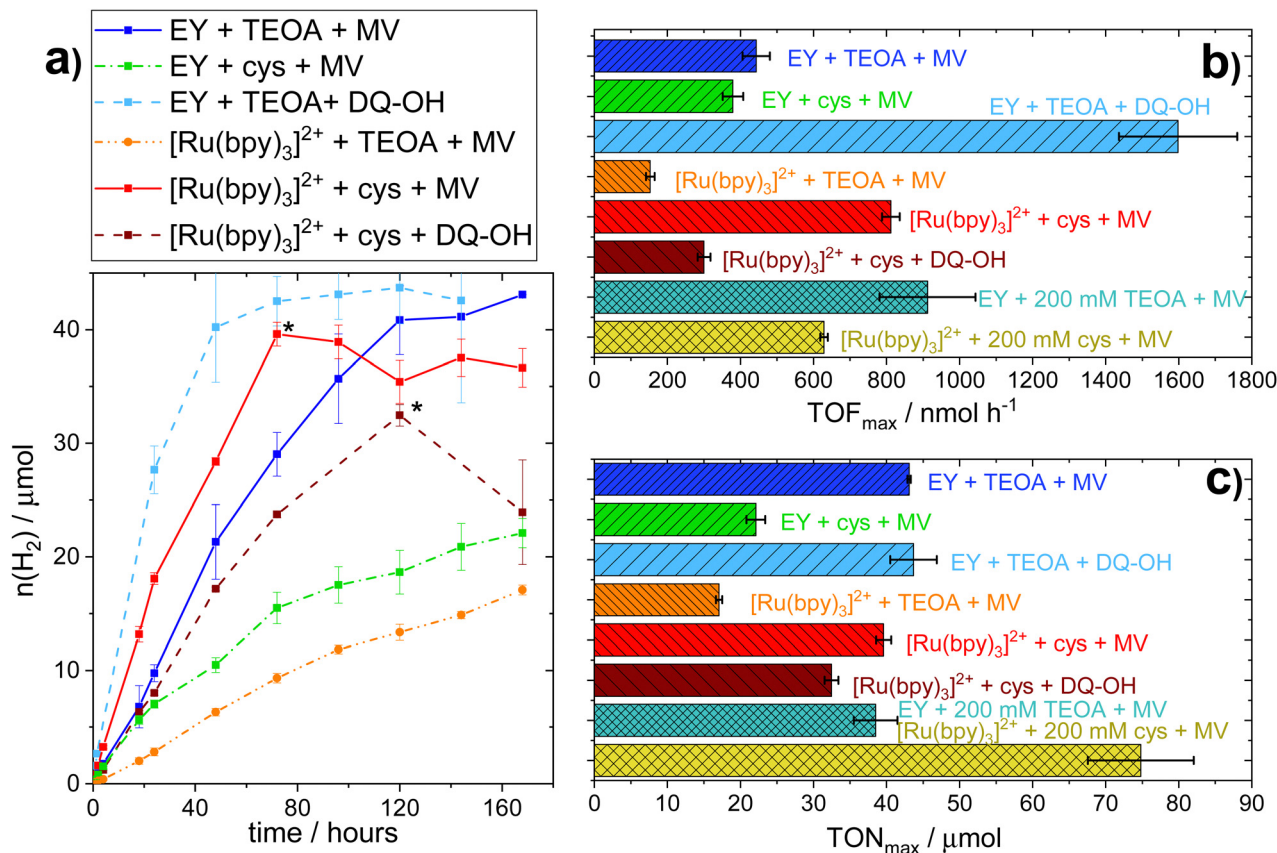 a)
EY + TEOA + MV
EY + cys + MV
EY + TEOA+ DQ-OH
[Ru(bpy)₃]²⁺ + TEOA + MV
[Ru(bpy)₃]²⁺ + cys + MV
[Ru(bpy)₃]²⁺ + cys + DQ-OH
n(H₂) / μmol
40
30
20
10
0
*
*
0 40 80 120 160
time / hours
b)
EY + TEOA + MV
EY + cys + MV
EY + TEOA + DQ-OH
[Ru(bpy)₃]²⁺ + TEOA + MV
[Ru(bpy)₃]²⁺ + cys + MV
[Ru(bpy)₃]²⁺ + cys + DQ-OH
EY + 200 mM TEOA + MV
[Ru(bpy)₃]²⁺ + 200 mM cys + MV
0 200 400 600 800 1000 1200 1400 1600 1800
TOFₘₐₓ / nmol h⁻¹
c)
EY + TEOA + MV
EY + cys + MV
EY + TEOA + DQ-OH
[Ru(bpy)₃]²⁺ + TEOA + MV
[Ru(bpy)₃]²⁺ + cys + MV
[Ru(bpy)₃]²⁺ + cys + DQ-OH
EY + 200 mM TEOA + MV
[Ru(bpy)₃]²⁺ + 200 mM cys + MV
0 10 20 30 40 50 60 70 80 90
TONₘₐₓ / μmol